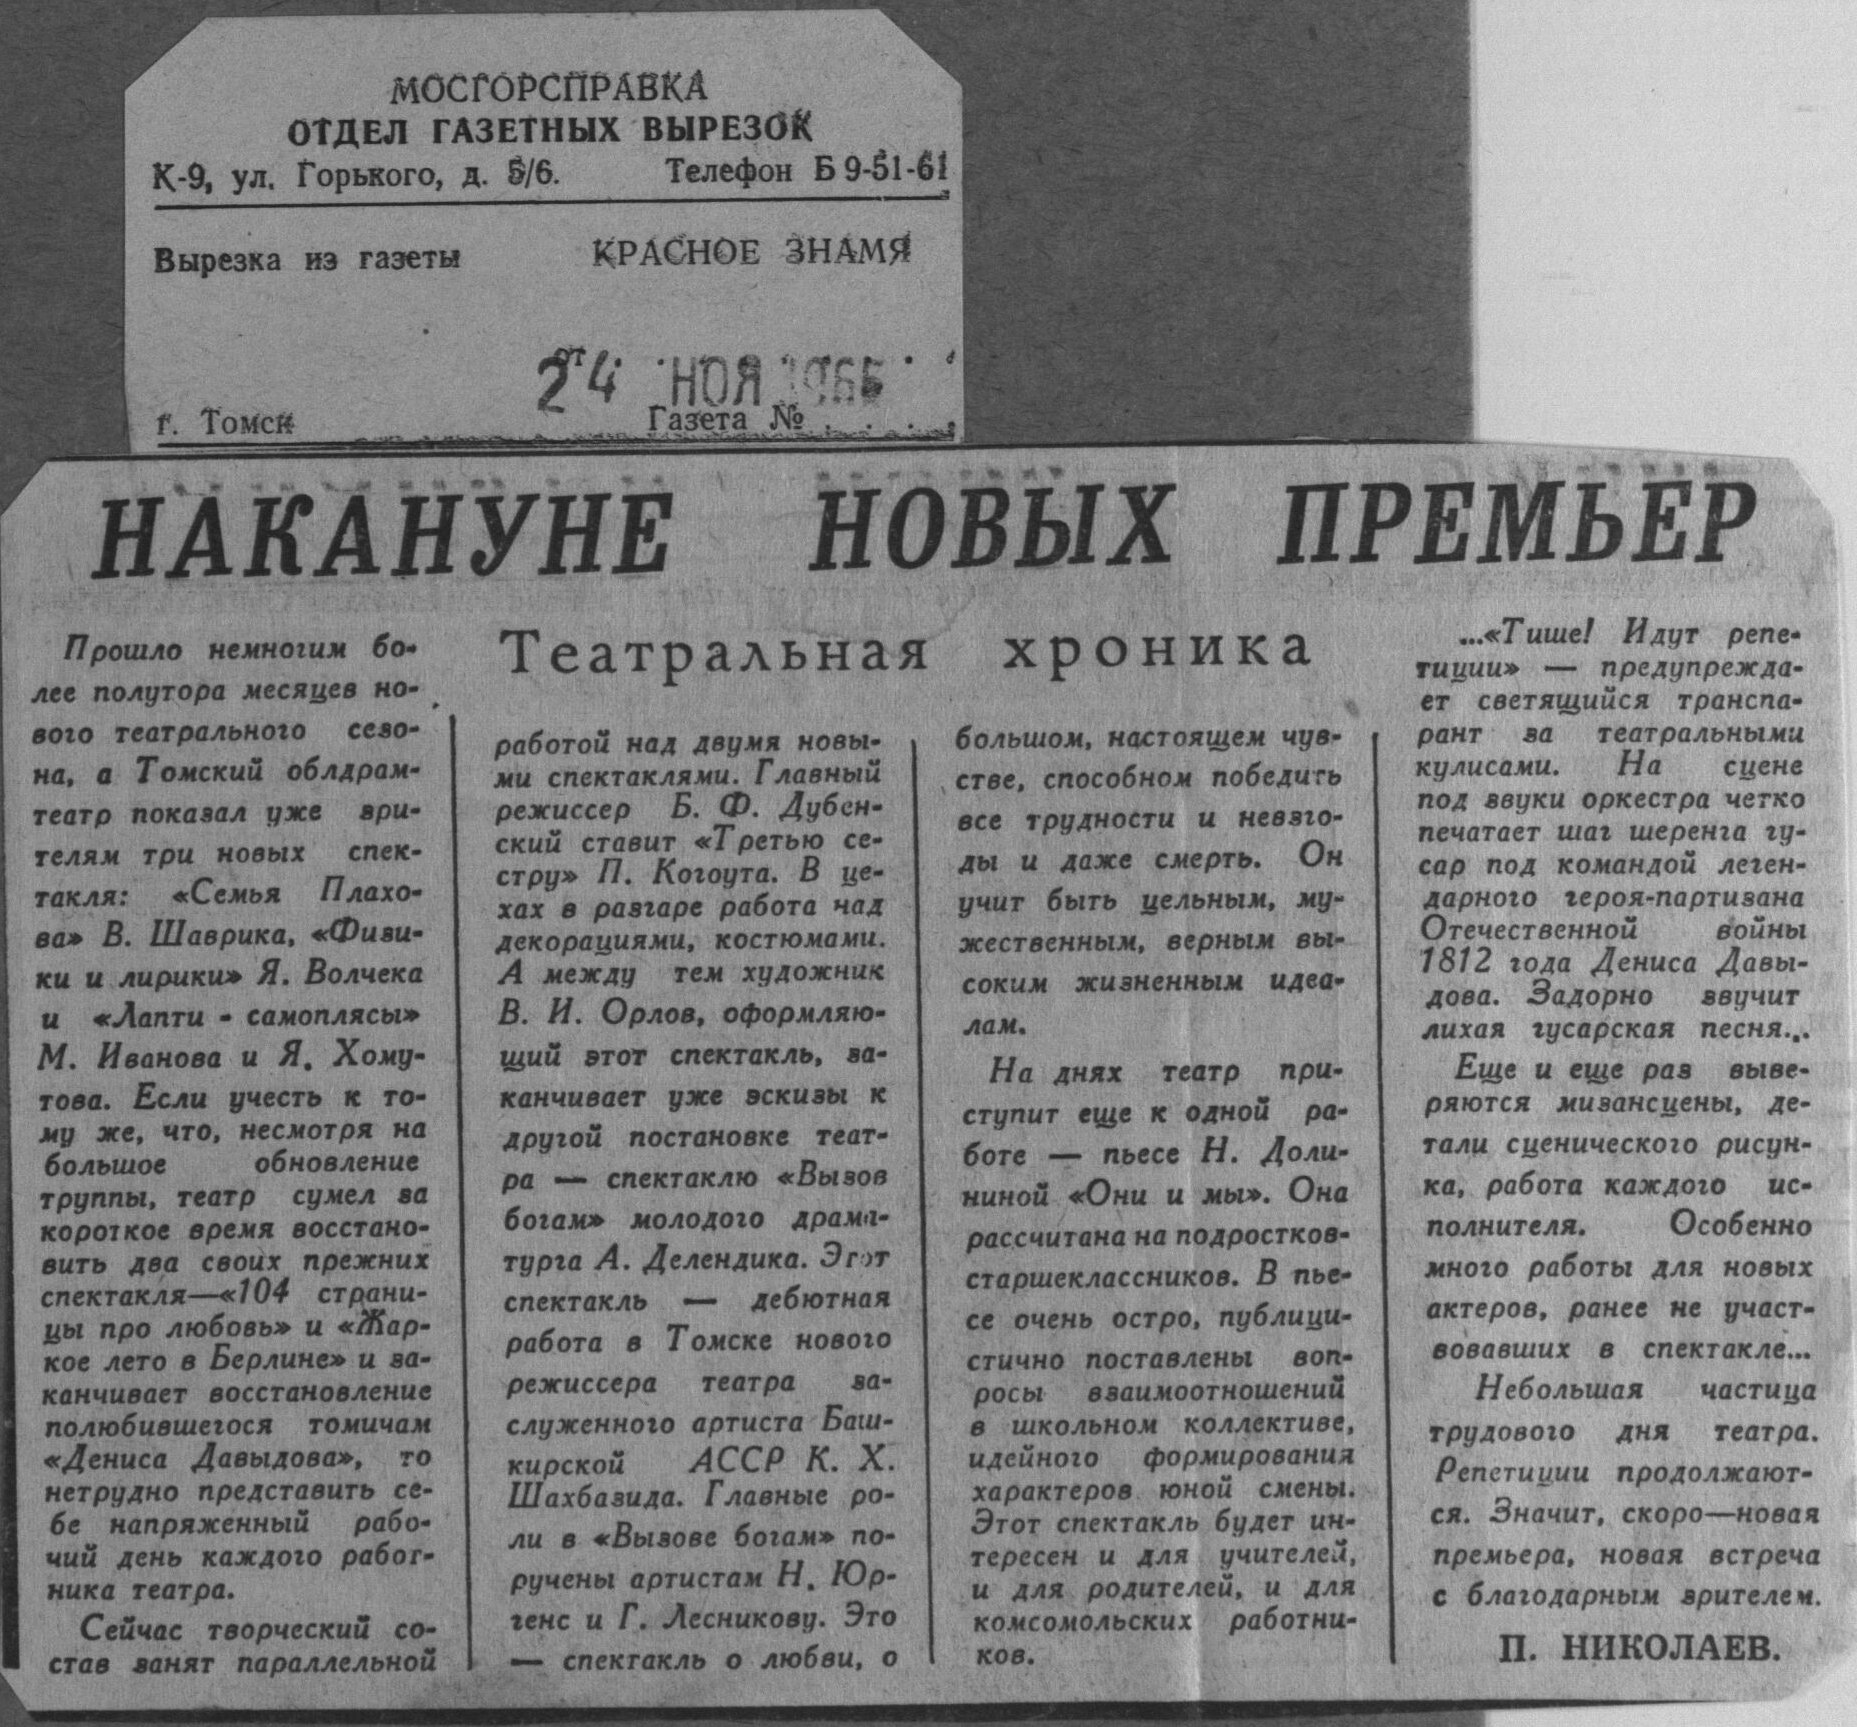 МОСГОРСПРАВКА
ОТДЕЛ ГАЗЕТНЫХ ВЫРЕЗОК
К-9, ул. Горького, д. 5/6. Телефон Б 9-51-61
Вырезка из газеты КРАСНОЕ ЗНАМЯ
от 24 НОЯ 1966
г. Томск Газета №
НАКАНУНЕ НОВЫХ ПРЕМЬЕР
Театральная хроника
Прошло немногим бо-
лее полутора месяцев но-
вого театрального сезо-
на, а Томский облдрам-
театр показал уже зри-
телям три новых спек-
такля: «Семья Плахо-
ва» В. Шаврика, «Физи-
ки и лирики» Я. Волчека
и «Лапти - самоплясы»
М. Иванова и Я. Хому-
това. Если учесть к то-
му же, что, несмотря на
большое обновление
труппы, театр сумел за
короткое время восстано-
вить два своих прежних
спектакля—«104 страни-
цы про любовь» и «Жар-
кое лето в Берлине» и за-
канчивает восстановление
полюбившегося томичам
«Дениса Давыдова», то
нетрудно представить се-
бе напряженный рабо-
чий день каждого работ-
ника театра.
Сейчас творческий со-
став занят параллельной
работой над двумя новы-
ми спектаклями. Главный
режиссер Б. Ф. Дубен-
ский ставит «Третью се-
стру» П. Когоута. В це-
хах в разгаре работа над
декорациями, костюмами.
А между тем художник
В. И. Орлов, оформляю-
щий этот спектакль, за-
канчивает уже эскизы к
другой постановке теат-
ра — спектаклю «Вызов
богам» молодого драма-
турга А. Делендика. Этот
спектакль — дебютная
работа в Томске нового
режиссера театра за-
служенного артиста Баш-
кирской АССР К. Х.
Шахбазида. Главные ро-
ли в «Вызове богам» по-
ручены артистам Н. Юр-
генс и Г. Лесникову. Это
— спектакль о любви, о
большом, настоящем чув-
стве, способном победить
все трудности и невзго-
ды и даже смерть. Он
учит быть цельным, му-
жественным, верным вы-
соким жизненным идеа-
лам.
На днях театр при-
ступит еще к одной ра-
боте — пьесе Н. Доли-
ниной «Они и мы». Она
рассчитана на подростков-
старшеклассников. В пье-
се очень остро, публици-
стично поставлены воп-
росы взаимоотношений
в школьном коллективе,
идейного формирования
характеров юной смены.
Этот спектакль будет ин-
тересен и для учителей,
и для родителей, и для
комсомольских работни-
ков.
...«Тише! Идут репе-
тиции» — предупрежда-
ет светящийся транспа-
рант за театральными
кулисами. На сцене
под звуки оркестра четко
печатает шаг шеренга гу-
сар под командой леген-
дарного героя-партизана
Отечественной войны
1812 года Дениса Давы-
дова. Задорно звучит
лихая гусарская песня...
Еще и еще раз выве-
ряются мизансцены, де-
тали сценического рисун-
ка, работа каждого ис-
полнителя. Особенно
много работы для новых
актеров, ранее не участ-
вовавших в спектакле...
Небольшая частица
трудового дня театра.
Репетиции продолжают-
ся. Значит, скоро—новая
премьера, новая встреча
с благодарным зрителем.
П. НИКОЛАЕВ.